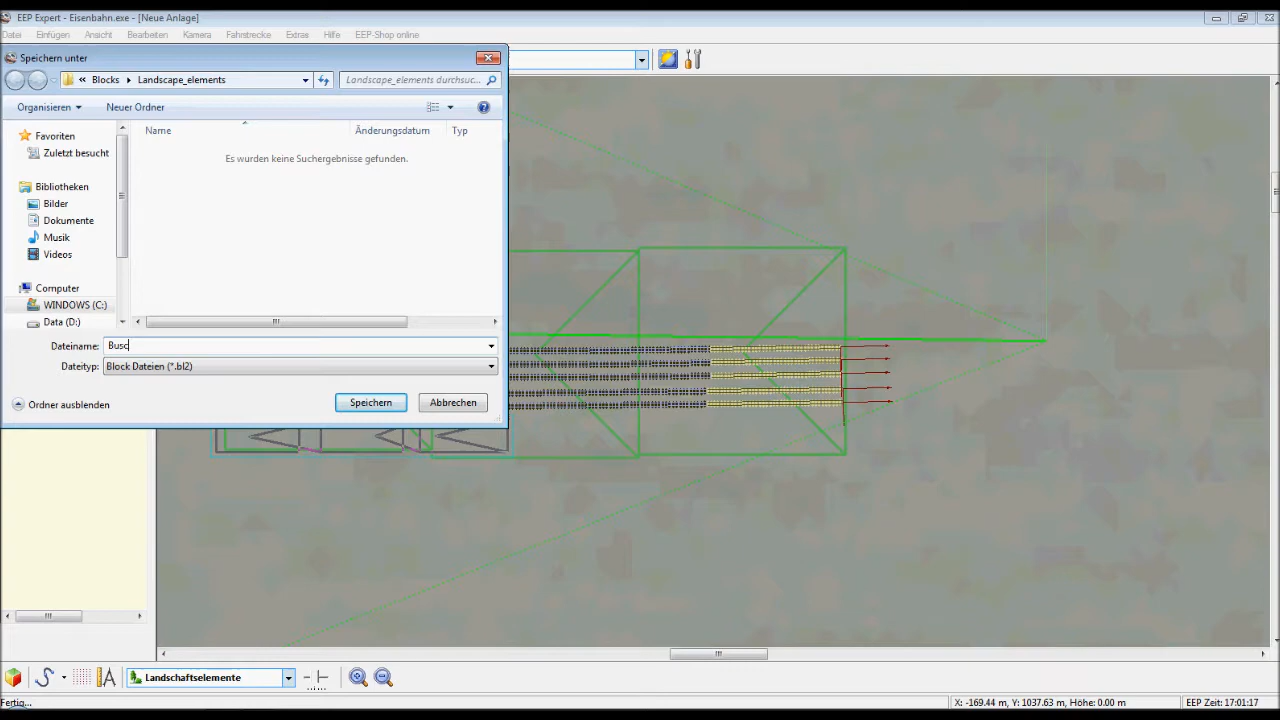 EEP Expert - Eisenbahn.exe - [Neue Anlage]
Datei Einfügen Ansicht Bearbeiten Kamera Fahrstrecke Extras Hilfe EEP-Shop online
Speichern unter
« Blocks Landscape_elements
Landscape_elements durchsuc...
Organisieren Neuer Ordner
Name Änderungsdatum Typ
Es wurden keine Suchergebnisse gefunden.
Favoriten
Zuletzt besucht
Bibliotheken
Bilder
Dokumente
Musik
Videos
Computer
WINDOWS (C:)
Data (D:)
Dateiname: Busc
Dateityp: Block Dateien (*.bl2)
Ordner ausblenden
Speichern Abbrechen
Landschaftselemente
Fertig...
X: -169.44 m, Y: 1037.63 m, Höhe: 0.00 m
EEP Zeit: 17:01:17